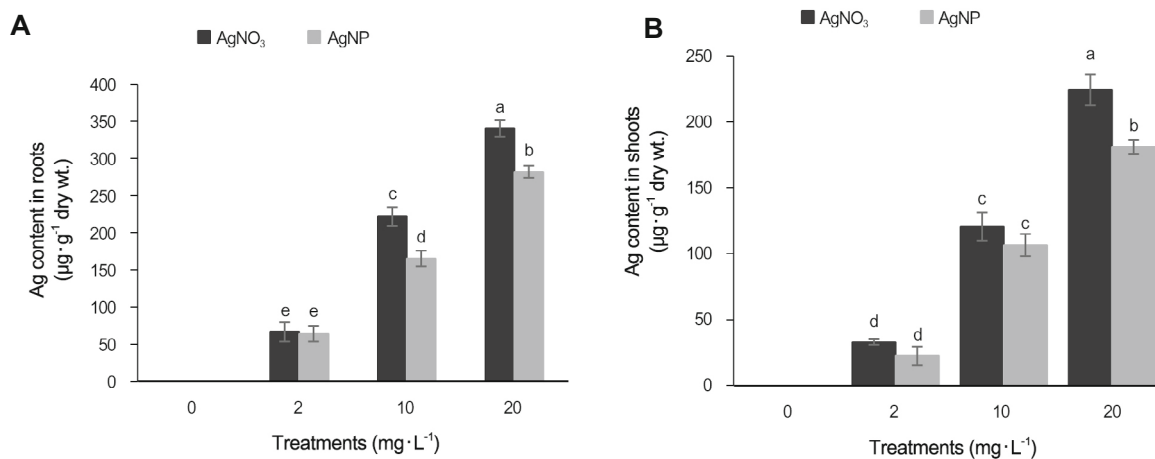 A
AgNO₃ AgNP
Ag content in roots
(µg·g⁻¹ dry wt.)
400
350
300
250
200
150
100
50
0
e e
c
d
a
b
0 2 10 20
Treatments (mg·L⁻¹)
B
AgNO₃ AgNP
Ag content in shoots
(µg·g⁻¹ dry wt.)
250
200
150
100
50
0
d d
c c
a
b
0 2 10 20
Treatments (mg·L⁻¹)